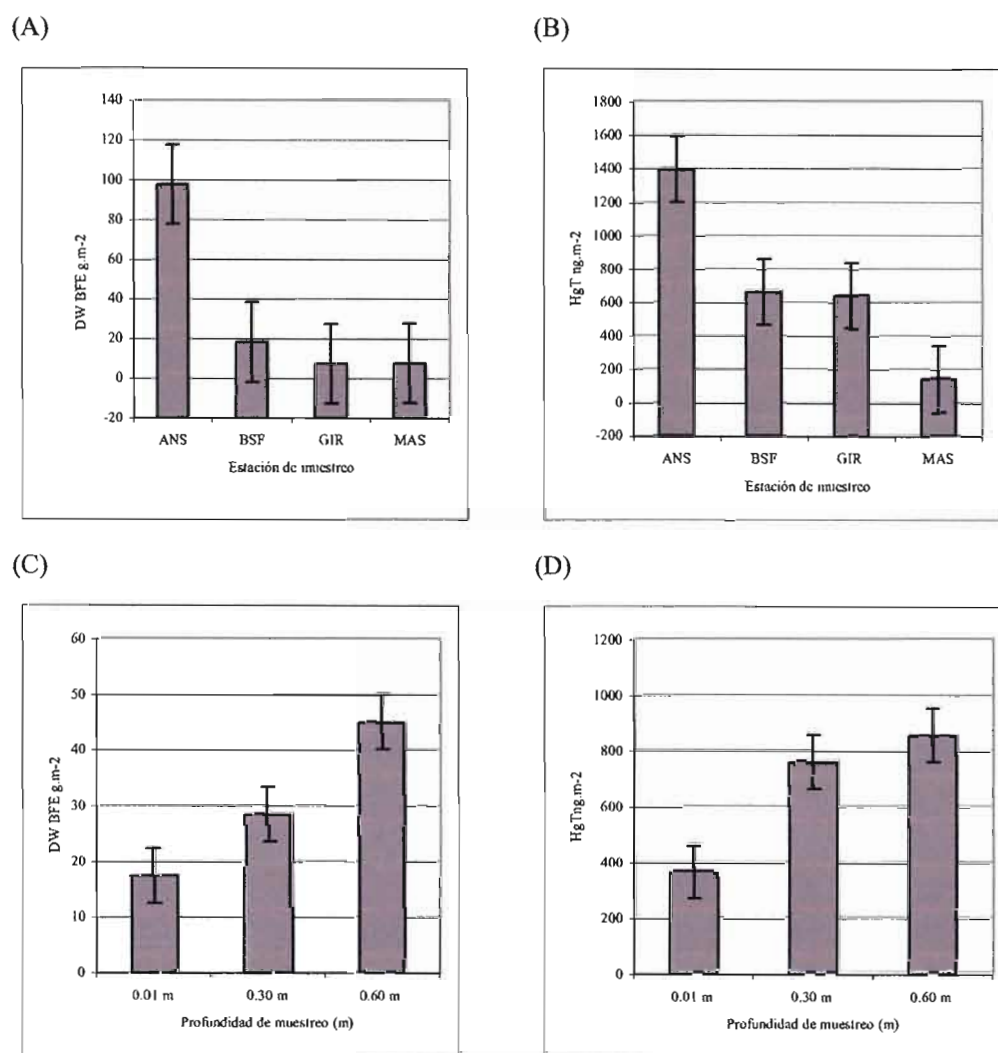 (A)
(B)
DW BFE g.m-2
140
120
100
80
60
40
20
0
-20
ANS BSF GIR MAS
Estación de muestreo
HgT ng.m-2
1800
1600
1400
1200
1000
800
600
400
200
0
-200
ANS BSF GIR MAS
Estación de muestreo
(C)
(D)
DW BFE g.m-2
60
50
40
30
20
10
0
0.01 m 0.30 m 0.60 m
Profundidad de muestreo (m)
HgTng.m-2
1200
1000
800
600
400
200
0
0.01 m 0.30 m 0.60 m
Profundidad de muestreo (m)